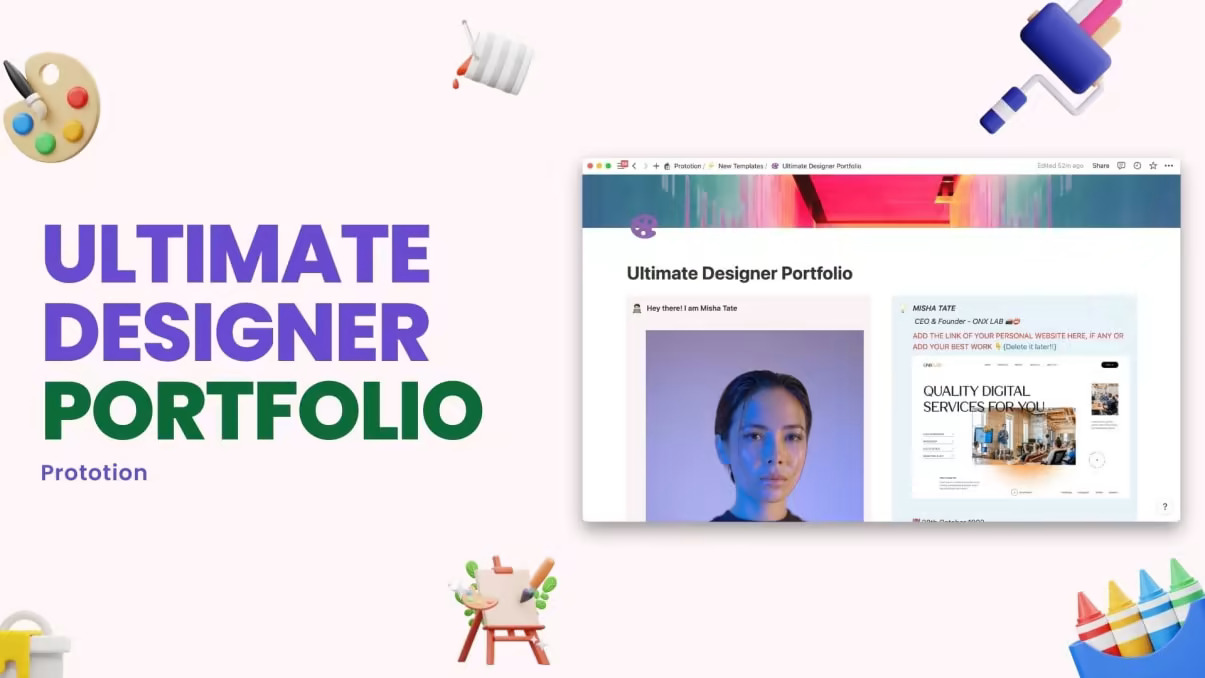 ULTIMATE
DESIGNER
PORTFOLIO
Prototion
Prototion / New Templates / Ultimate Designer Portfolio
Edited 52m ago Share
Ultimate Designer Portfolio
Hey there! I am Misha Tate
MISHA TATE
CEO & Founder - ONX LAB
ADD THE LINK OF YOUR PERSONAL WEBSITE HERE, IF ANY OR
ADD YOUR BEST WORK (Delete it later!!)
QUALITY DIGITAL
SERVICES FOR YOU
?